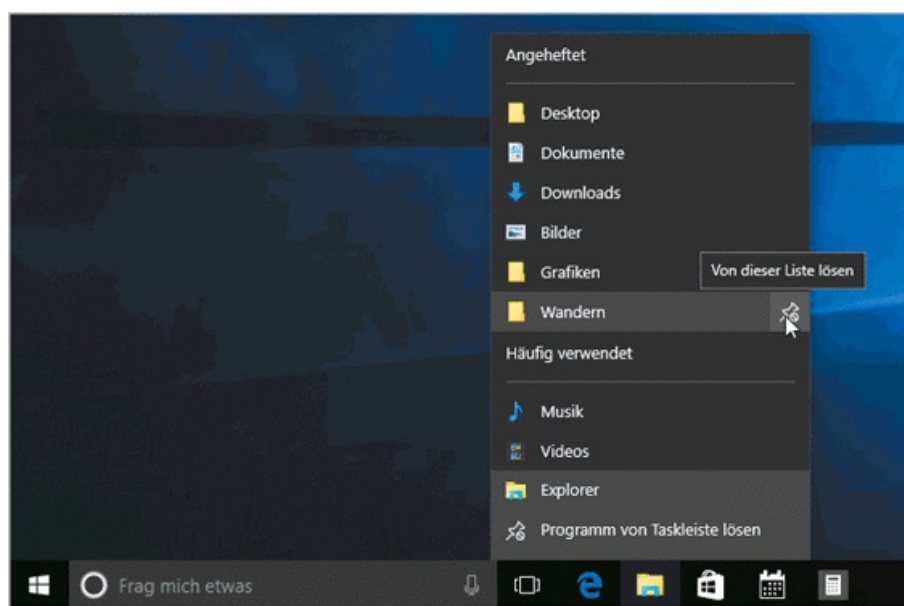 Angeheftet
Desktop
Dokumente
Downloads
Bilder
Grafiken
Von dieser Liste lösen
Wandern
Häufig verwendet
Musik
Videos
Explorer
Programm von Taskleiste lösen
Frag mich etwas